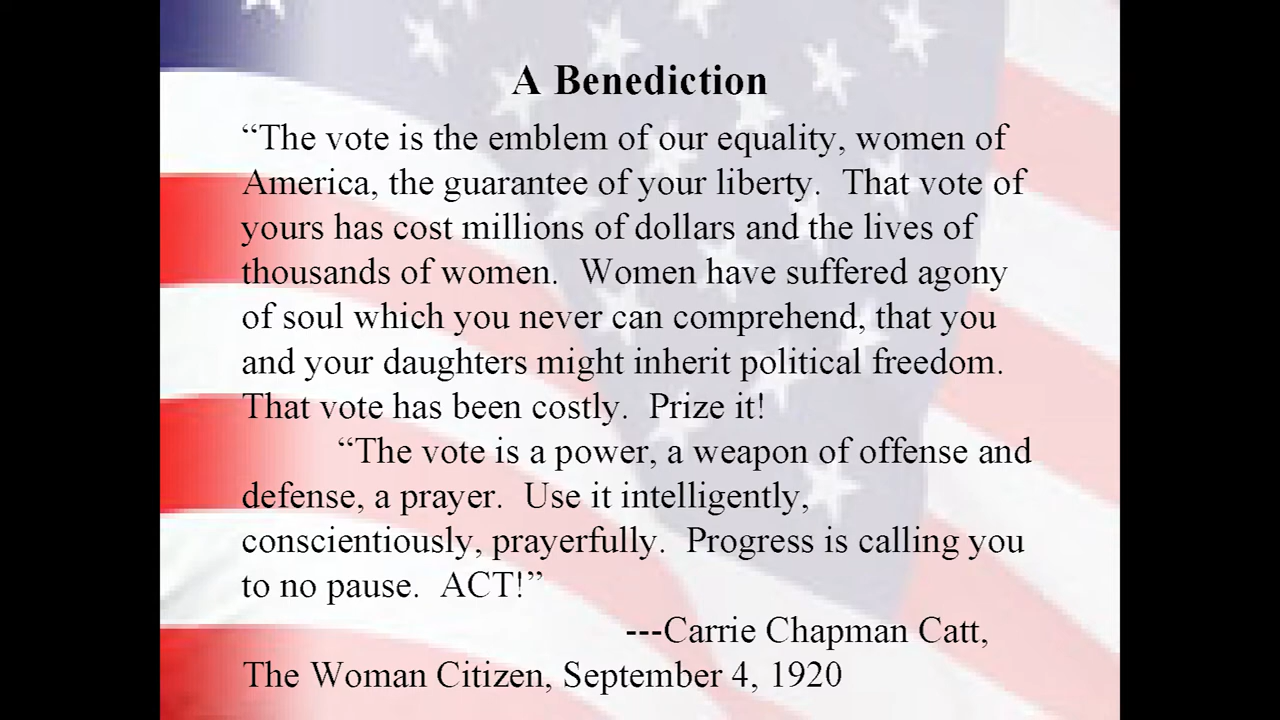 A Benediction
“The vote is the emblem of our equality, women of
America, the guarantee of your liberty.  That vote of
yours has cost millions of dollars and the lives of
thousands of women.  Women have suffered agony
of soul which you never can comprehend, that you
and your daughters might inherit political freedom.
That vote has been costly.  Prize it!
“The vote is a power, a weapon of offense and
defense, a prayer.  Use it intelligently,
conscientiously, prayerfully.  Progress is calling you
to no pause.  ACT!”
---Carrie Chapman Catt,
The Woman Citizen, September 4, 1920